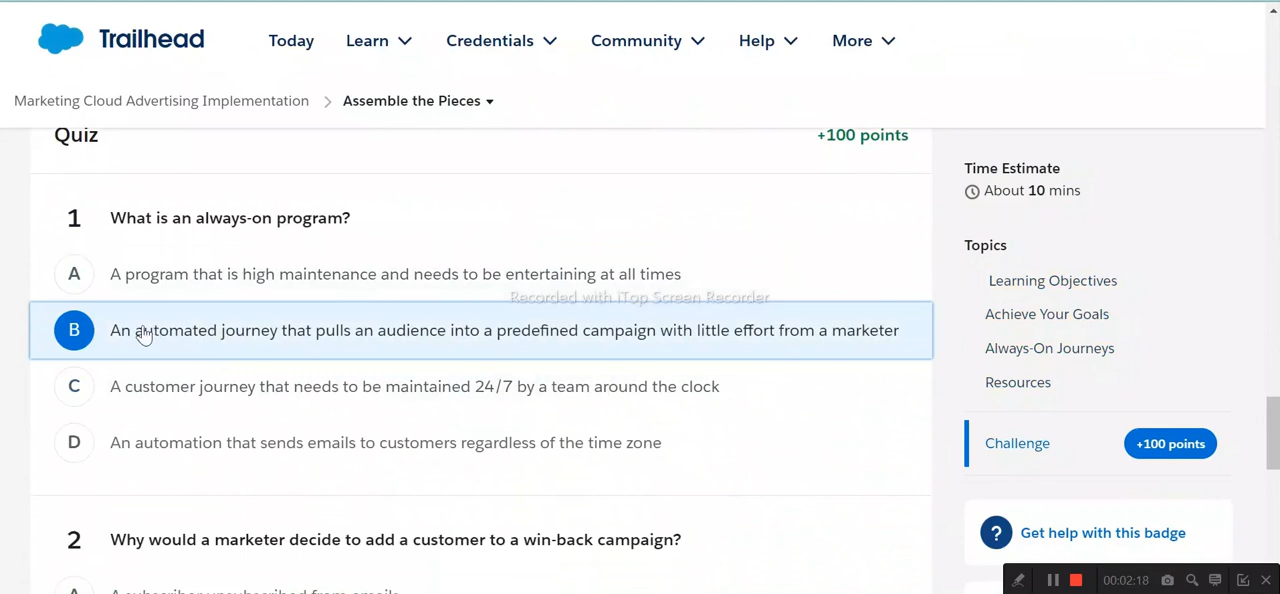 Trailhead
Today Learn Credentials Community Help More
Marketing Cloud Advertising Implementation > Assemble the Pieces
Quiz +100 points
Time Estimate
About 10 mins
1 What is an always-on program?
A A program that is high maintenance and needs to be entertaining at all times
Recorded with iTop Screen Recorder
B An automated journey that pulls an audience into a predefined campaign with little effort from a marketer
C A customer journey that needs to be maintained 24/7 by a team around the clock
D An automation that sends emails to customers regardless of the time zone
2 Why would a marketer decide to add a customer to a win-back campaign?
A A subscriber unsubscribed from emails
Topics
Learning Objectives
Achieve Your Goals
Always-On Journeys
Resources
Challenge +100 points
? Get help with this badge
00:02:18